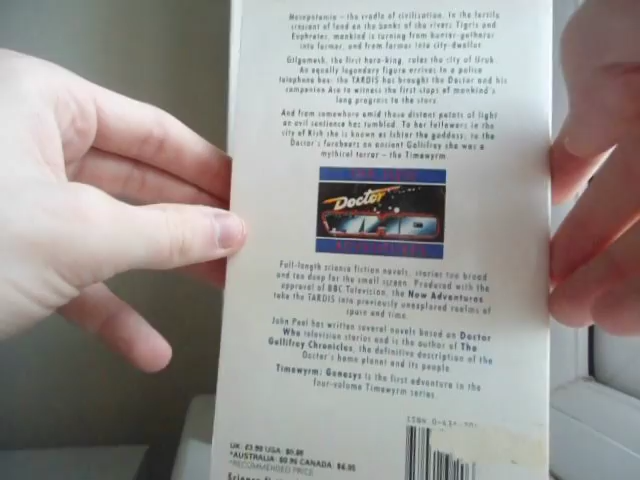 Mesopotamia – the cradle of civilisation. In the fertile
crescent of land on the banks of the rivers Tigris and
Euphrates, mankind is turning from hunter-gatherer
into farmer, and from farmer into city-dweller.
Gilgamesh, the first hero-king, rules the city of Uruk.
An equally legendary figure arrives in a police
telephone box: the TARDIS has brought the Doctor and his
companion Ace to witness the first steps of mankind's
long progress to the stars.
And from somewhere amid those distant points of light
an evil sentience has tumbled. To her followers in the
city of Kish she is known as Ishtar the goddess; to the
Doctor's forebears on ancient Gallifrey she was a
mythical terror – the Timewyrm.
Doctor
Full-length science fiction novels, stories too broad
and too deep for the small screen. Produced with the
approval of BBC Television, the New Adventures
take the TARDIS into previously unexplored realms of
space and time.
John Peel has written several novels based on Doctor
Who television stories and is the author of The
Gallifrey Chronicles, the definitive description of the
Doctor's home planet and its people.
Timewyrm: Genesys is the first adventure in the
four-volume Timewyrm series.
ISBN 0-
UK: £3.50 USA: $5.95
*AUSTRALIA: CANADA: $6.95
*RECOMMENDED PRICE
Science